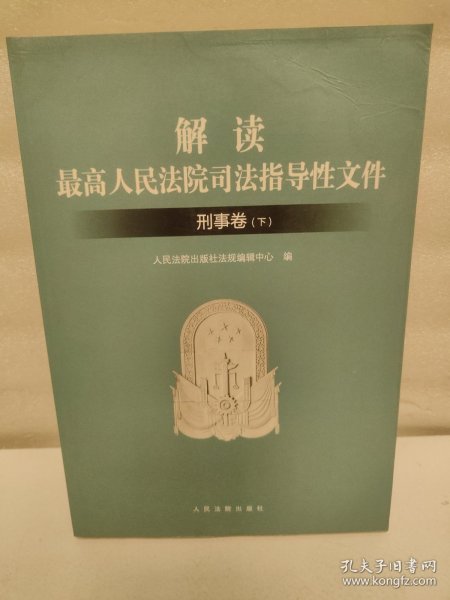 解读
最高人民法院司法指导性文件
刑事卷(下)
人民法院出版社法规编辑中心 编
人民法院出版社
孔夫子旧书网
www.kongfz.com